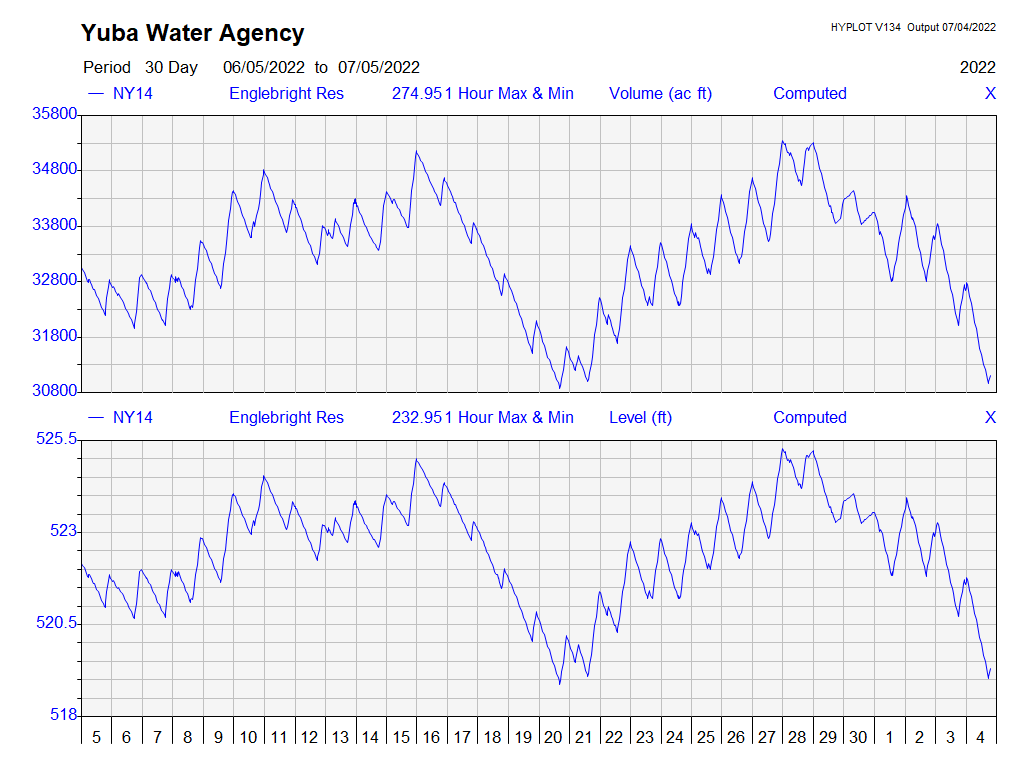 Yuba Water Agency
HYPLOT V134 Output 07/04/2022
Period 30 Day 06/05/2022 to 07/05/2022 2022
— NY14 Englebright Res 274.951 Hour Max & Min Volume (ac ft) Computed X
35800
34800
33800
32800
31800
30800
— NY14 Englebright Res 232.951 Hour Max & Min Level (ft) Computed X
525.5
523
520.5
518
5 6 7 8 9 10 11 12 13 14 15 16 17 18 19 20 21 22 23 24 25 26 27 28 29 30 1 2 3 4